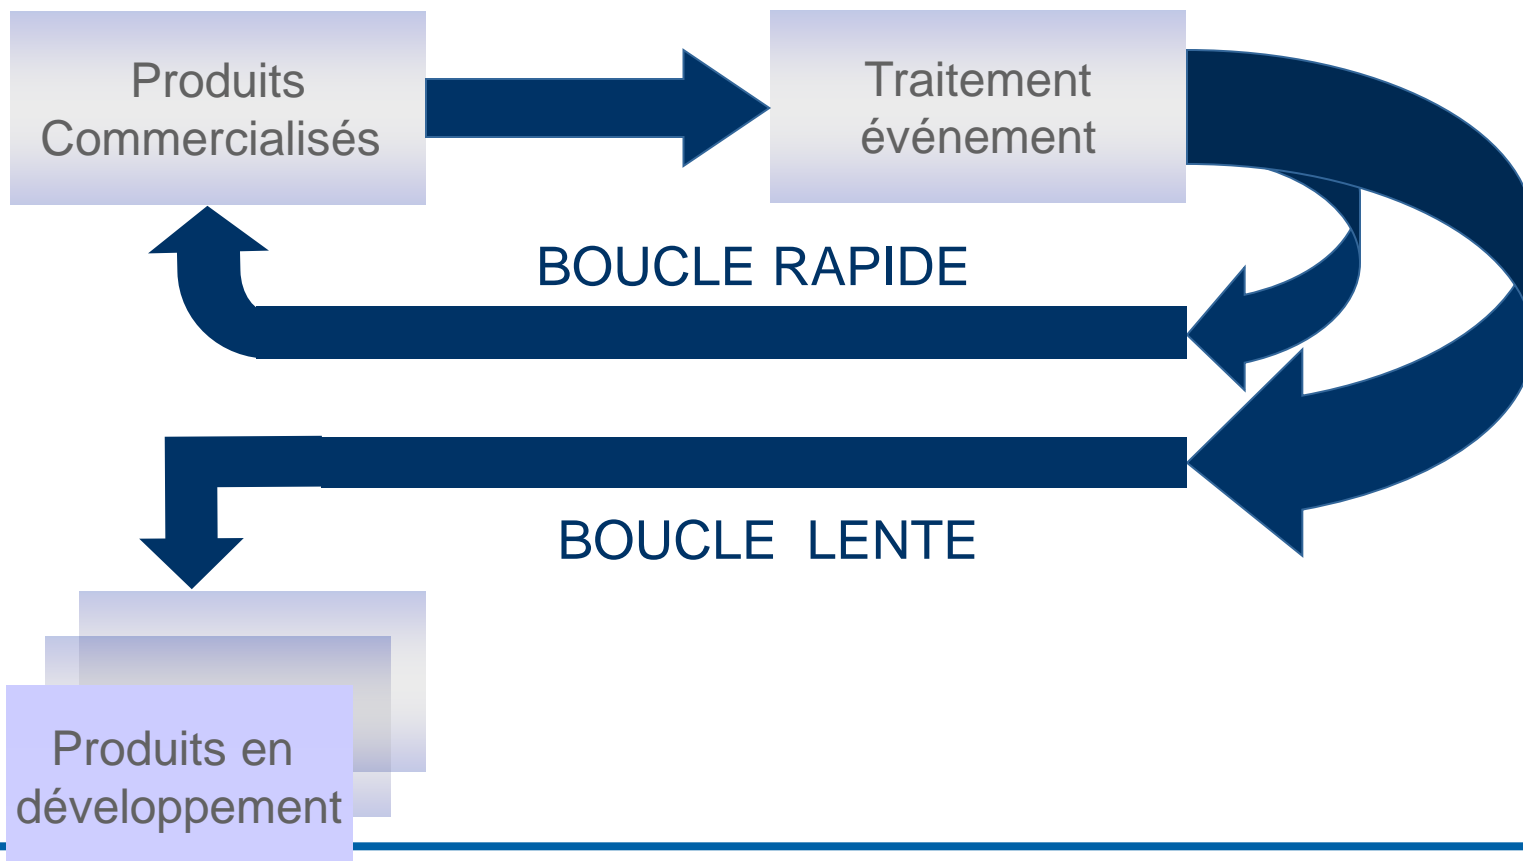 Produits
Commercialisés
Traitement
événement
BOUCLE RAPIDE
BOUCLE LENTE
Produits en
développement